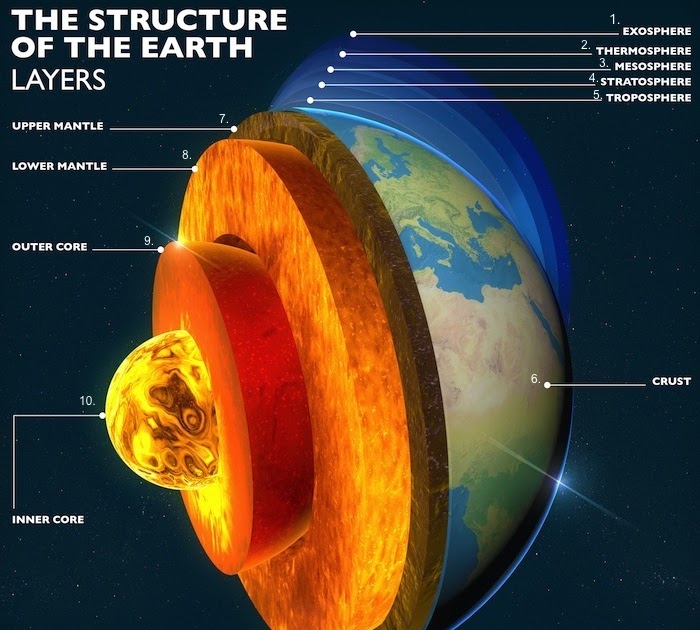 THE STRUCTURE
OF THE EARTH
LAYERS
1. EXOSPHERE
2. THERMOSPHERE
3. MESOSPHERE
4. STRATOSPHERE
5. TROPOSPHERE
7. UPPER MANTLE
8. LOWER MANTLE
9. OUTER CORE
6. CRUST
10. INNER CORE